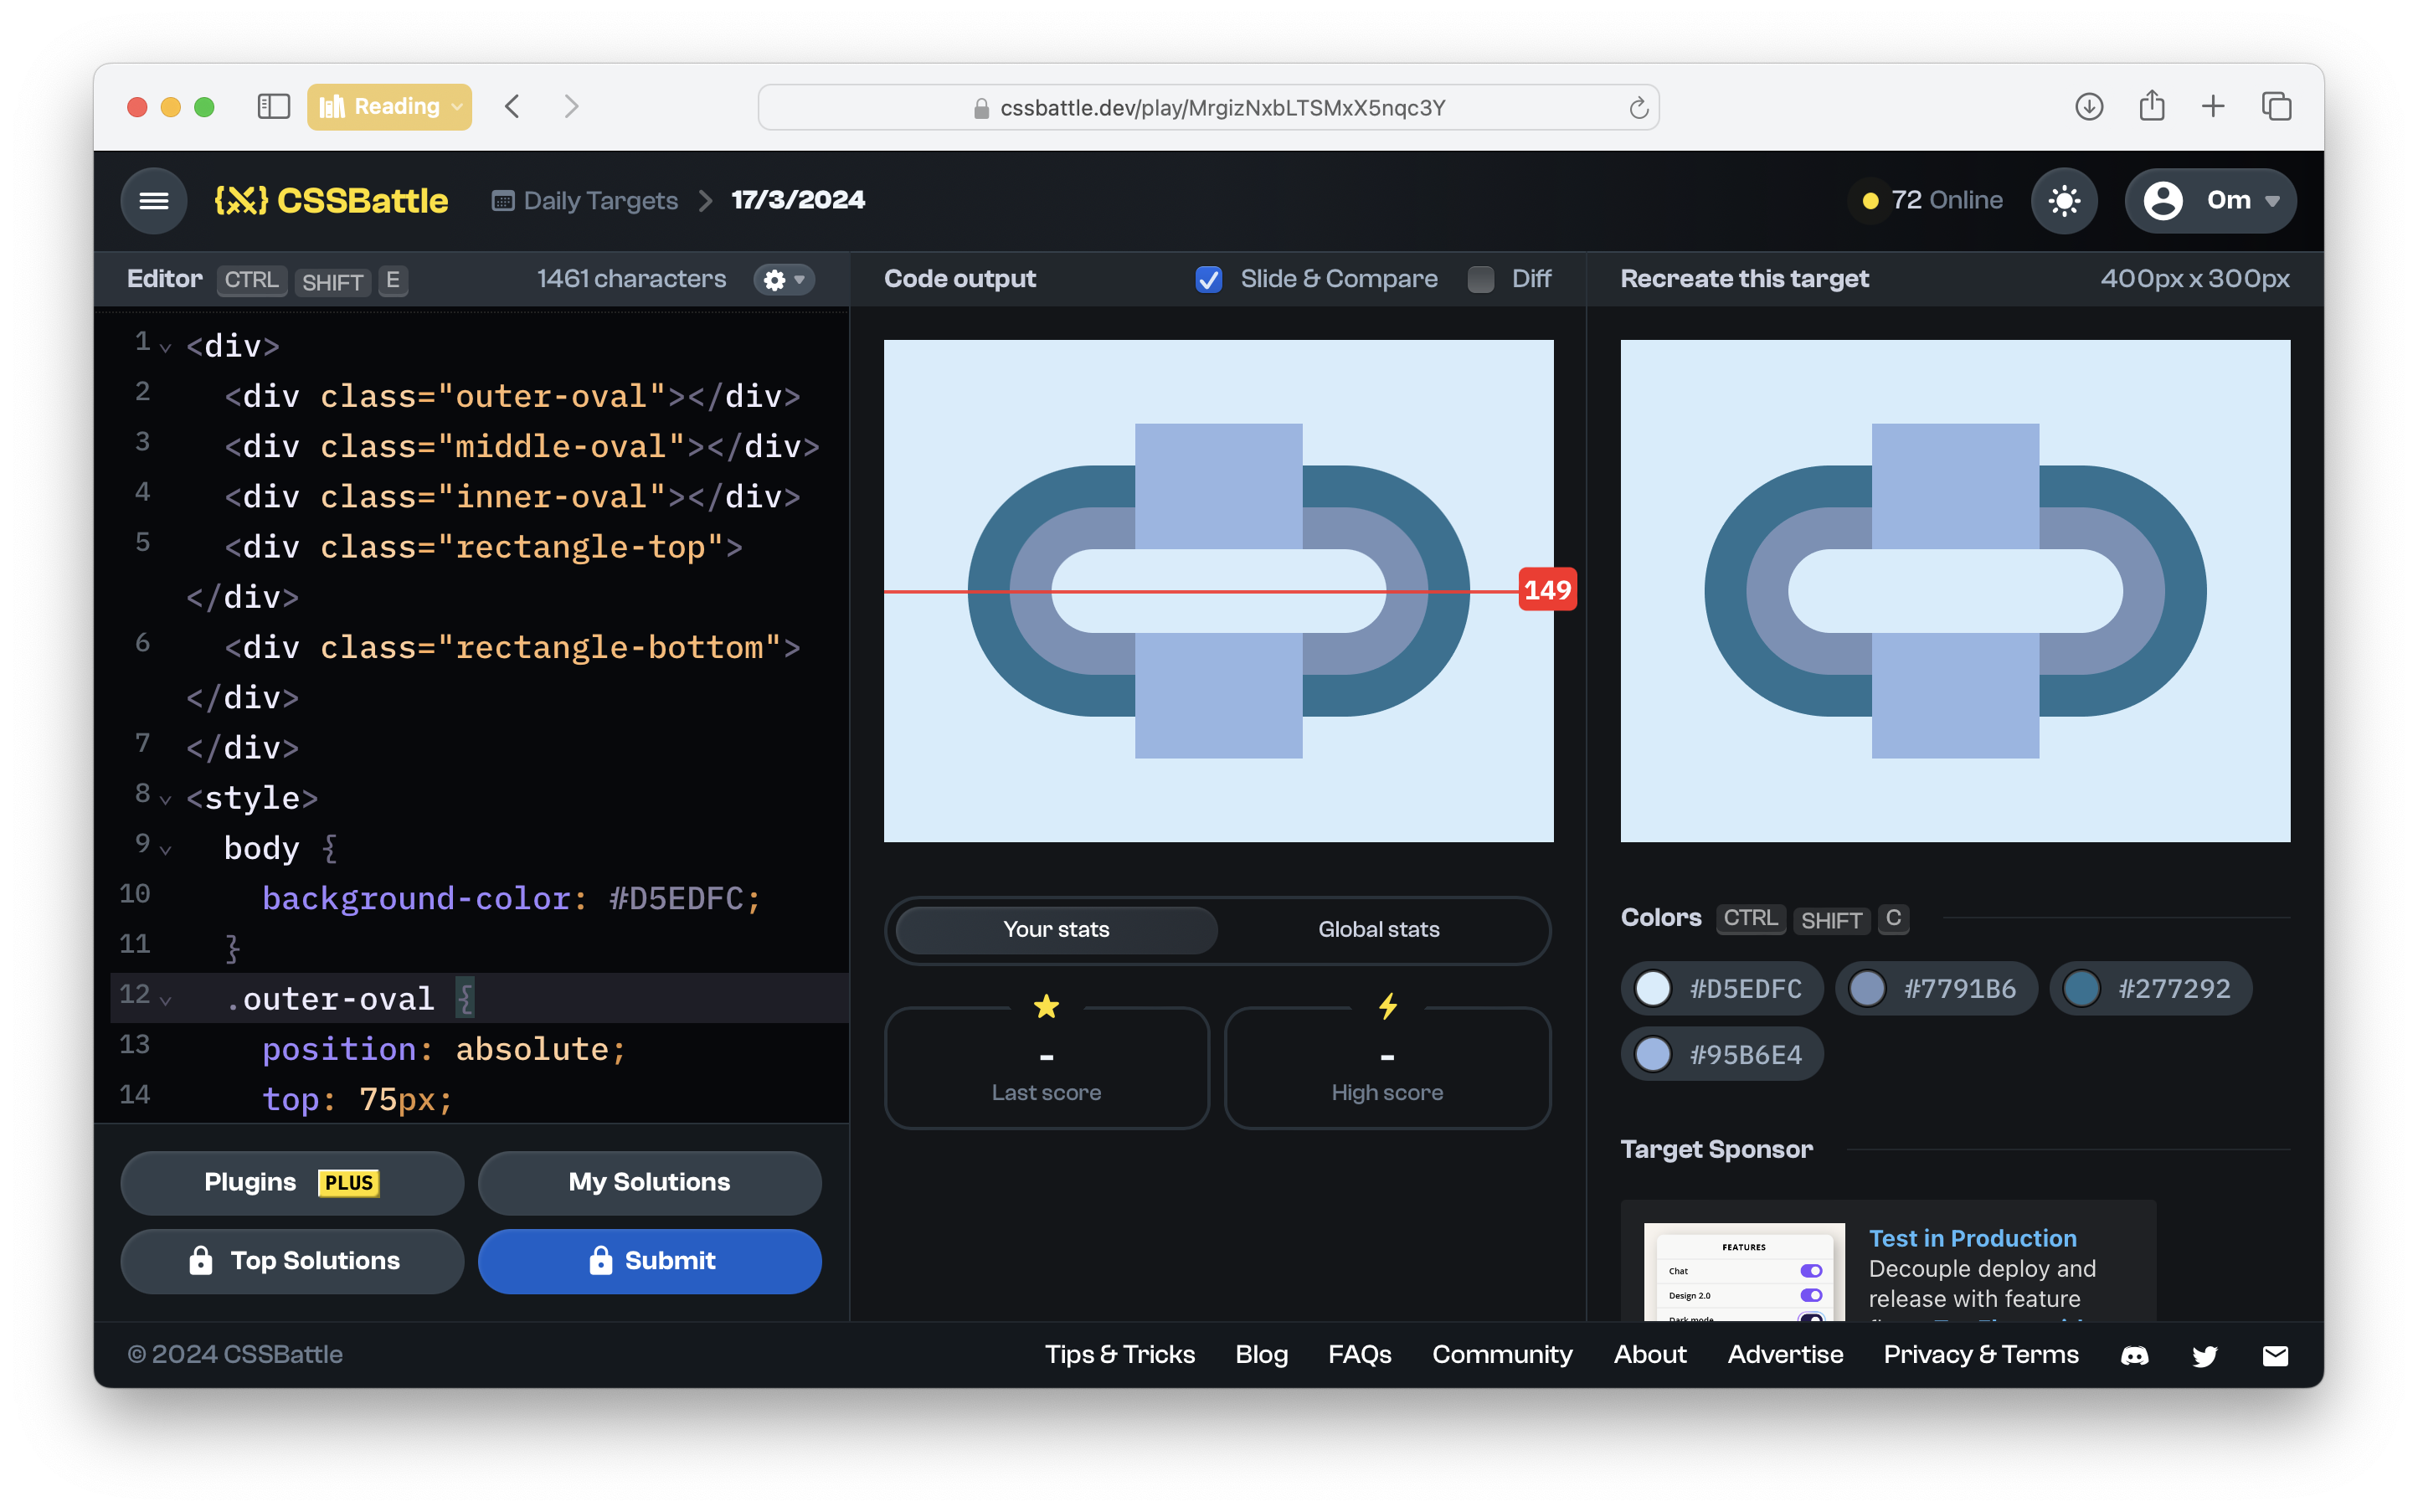 Reading
cssbattle.dev/play/MrgizNxbLTSMxX5nqc3Y
CSSBattle
Daily Targets
17/3/2024
72 Online
0m
Editor CTRL SHIFT E
1461 characters
1 <div>
2 <div class="outer-oval"></div>
3 <div class="middle-oval"></div>
4 <div class="inner-oval"></div>
5 <div class="rectangle-top">
</div>
6 <div class="rectangle-bottom">
</div>
7 </div>
8 <style>
9 body {
10 background-color: #D5EDFC;
11 }
12 .outer-oval {
13 position: absolute;
14 top: 75px;
Plugins PLUS
My Solutions
Top Solutions
Submit
Code output
Slide & Compare
Diff
149
Your stats
Global stats
-
Last score
-
High score
Recreate this target
400px x 300px
Colors CTRL SHIFT C
#D5EDFC
#7791B6
#277292
#95B6E4
Target Sponsor
FEATURES
Chat
Design 2.0
Dark mode
Test in Production
Decouple deploy and
release with feature
© 2024 CSSBattle
Tips & Tricks
Blog
FAQs
Community
About
Advertise
Privacy & Terms